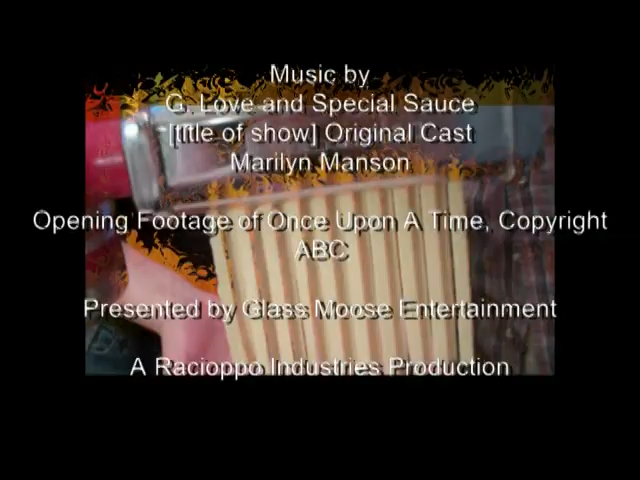 Music by
G. Love and Special Sauce
[title of show] Original Cast
Marilyn Manson
Opening Footage of Once Upon A Time, Copyright
ABC
Presented by Glass Moose Entertainment
A Racioppo Industries Production